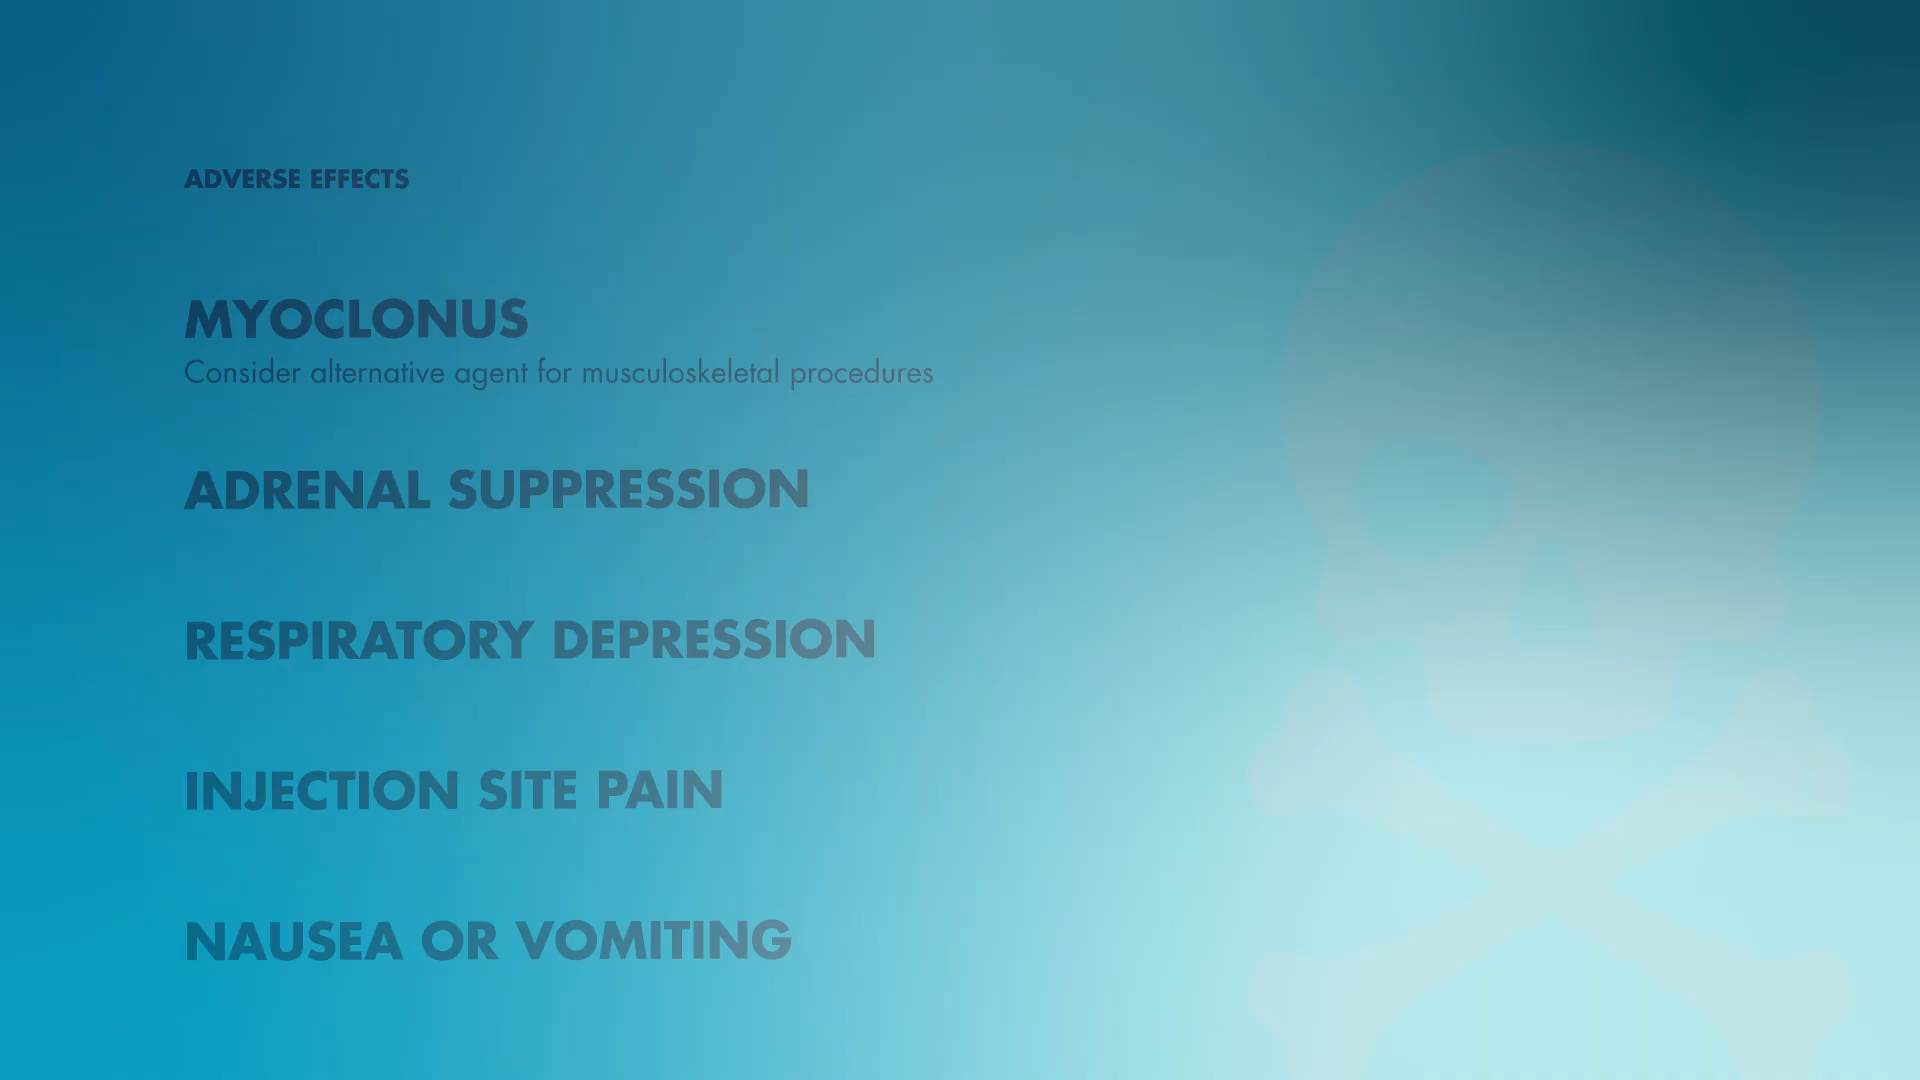 ADVERSE EFFECTS
MYOCLONUS
Consider alternative agent for musculoskeletal procedures
ADRENAL SUPPRESSION
RESPIRATORY DEPRESSION
INJECTION SITE PAIN
NAUSEA OR VOMITING